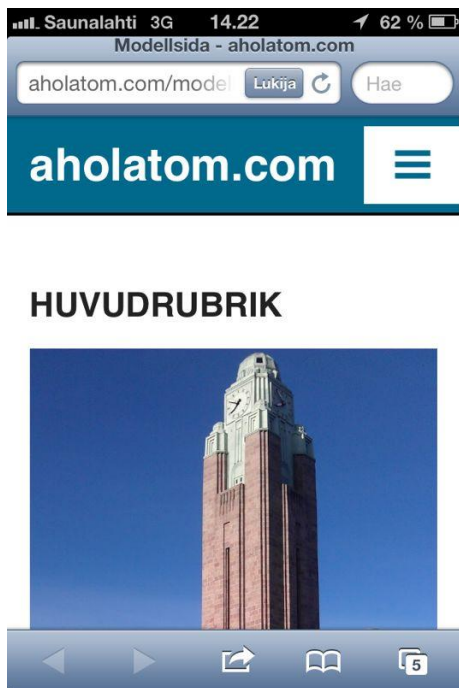 Saunalahti 3G 14.22 62 %
Modellsida - aholatom.com
aholatom.com/model Lukija Hae
aholatom.com
HUVUDRUBRIK
5